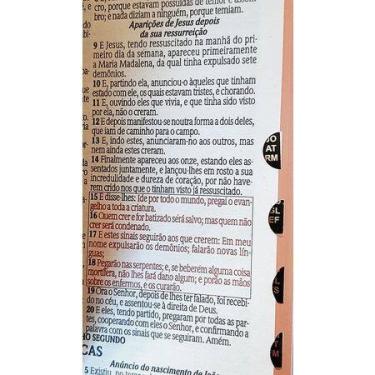 cro, porque estavam possuídas de temor e assom-
bro; e nada diziam a ninguém, porque temiam.
Aparições de Jesus depois
da sua ressurreição
9 E Jesus, tendo ressuscitado na manhã do pri-
meiro dia da semana, apareceu primeiramente
a Maria Madalena, da qual tinha expulsado sete
demônios.
10 E, partindo ela, anunciou-o àqueles que tinham
estado com ele, os quais estavam tristes, e chorando.
11 E, ouvindo eles que vivia, e que tinha sido visto
por ela, não o creram.
12 E depois manifestou-se noutra forma a dois deles,
que iam de caminho para o campo.
13 E, indo estes, anunciaram-no aos outros, mas
nem ainda estes creram.
14 Finalmente apareceu aos onze, estando eles as-
sentados juntamente, e lançou-lhes em rosto a sua
incredulidade e dureza de coração, por não have-
rem crido nos que o tinham visto já ressuscitado.
15 E disse-lhes: Ide por todo o mundo, pregai o evan-
gelho a toda a criatura.
16 Quem crer e for batizado será salvo; mas quem não
crer será condenado.
17 E estes sinais seguirão aos que crerem: Em meu
nome expulsarão os demônios; falarão novas lín-
guas;
18 Pegarão nas serpentes; e, se beberem alguma coisa
mortífera, não lhes fará dano algum; e porão as mãos
sobre os enfermos, e os curarão.
19 Ora o Senhor, depois de lhes ter falado, foi recebi-
do no céu, e assentou-se à direita de Deus.
20 E eles, tendo partido, pregaram por todas as par-
tes, cooperando com eles o Senhor, e confirmando a
palavra com os sinais que se seguiram. Amém.
SEGUNDO
CAS
Anúncio do nascimento de João
5 Existiu, no
AT
RM
EF
L
S
M